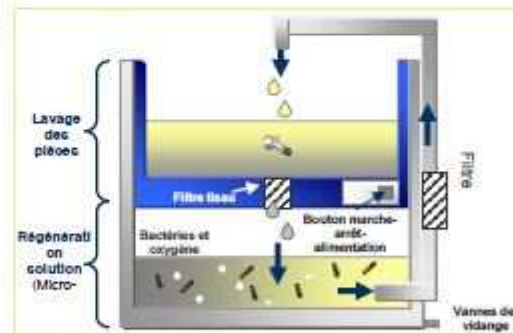 Lavage
des
pièces
Filtre tissu
Filtre
Bouton marche-
arrêt-
alimentation
Bactéries et
oxygène
Régénérati
on
solution
(Micro-
Vannes de
vidange